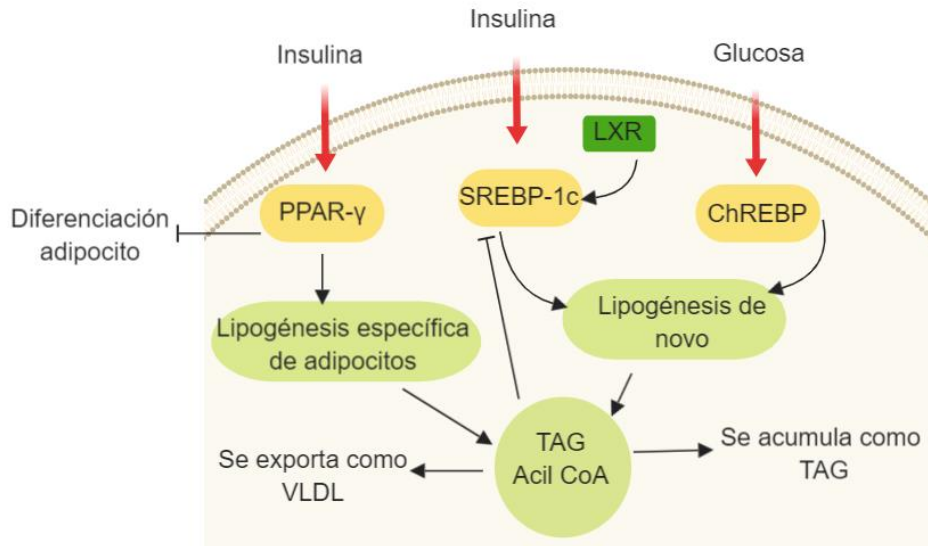 Insulina
Insulina
Glucosa
LXR
PPAR-γ
SREBP-1c
ChREBP
Diferenciación
adipocito
Lipogénesis específica
de adipocitos
Lipogénesis de
novo
TAG
Acil CoA
Se exporta como
VLDL
Se acumula como
TAG